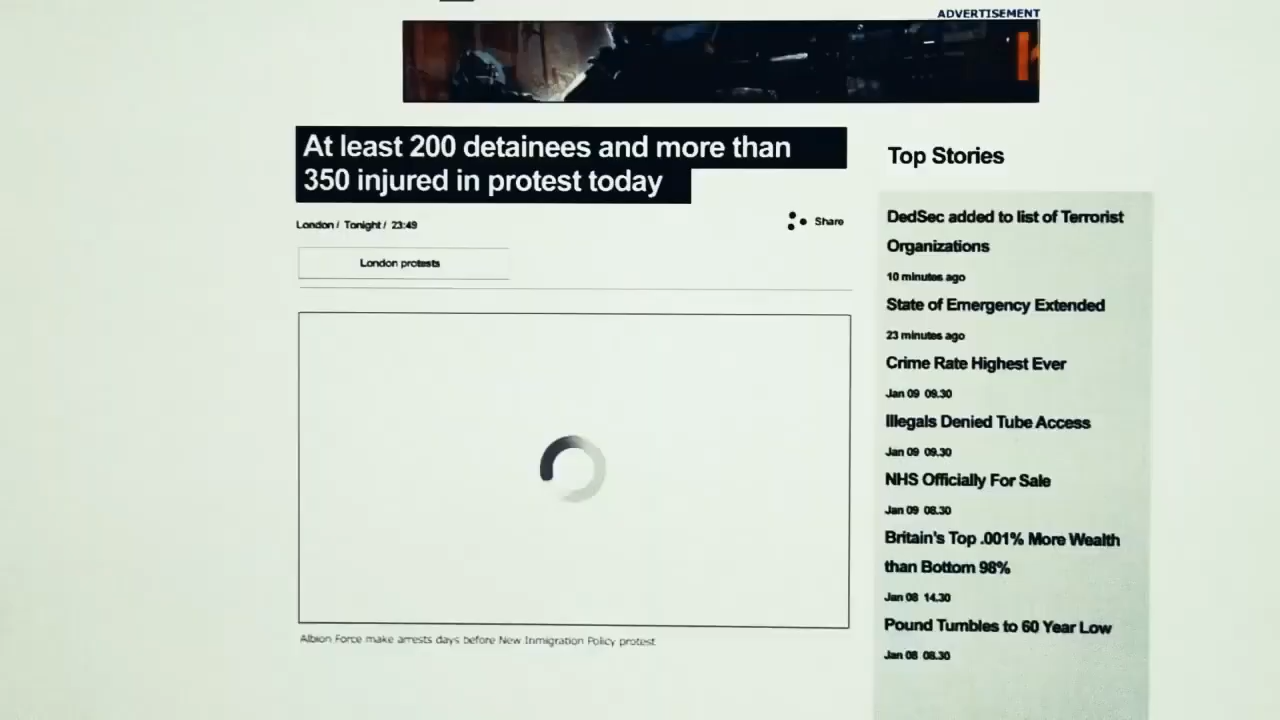 ADVERTISEMENT
At least 200 detainees and more than
350 injured in protest today
London / Tonight / 23:49
Share
London protests
Albion Force make arrests days before New Inmigration Policy protest
Top Stories
DedSec added to list of Terrorist
Organizations
10 minutes ago
State of Emergency Extended
23 minutes ago
Crime Rate Highest Ever
Jan 09 09.30
Illegals Denied Tube Access
Jan 09 09.30
NHS Officially For Sale
Jan 09 08.30
Britain's Top .001% More Wealth
than Bottom 98%
Jan 08 14.30
Pound Tumbles to 60 Year Low
Jan 08 08.30